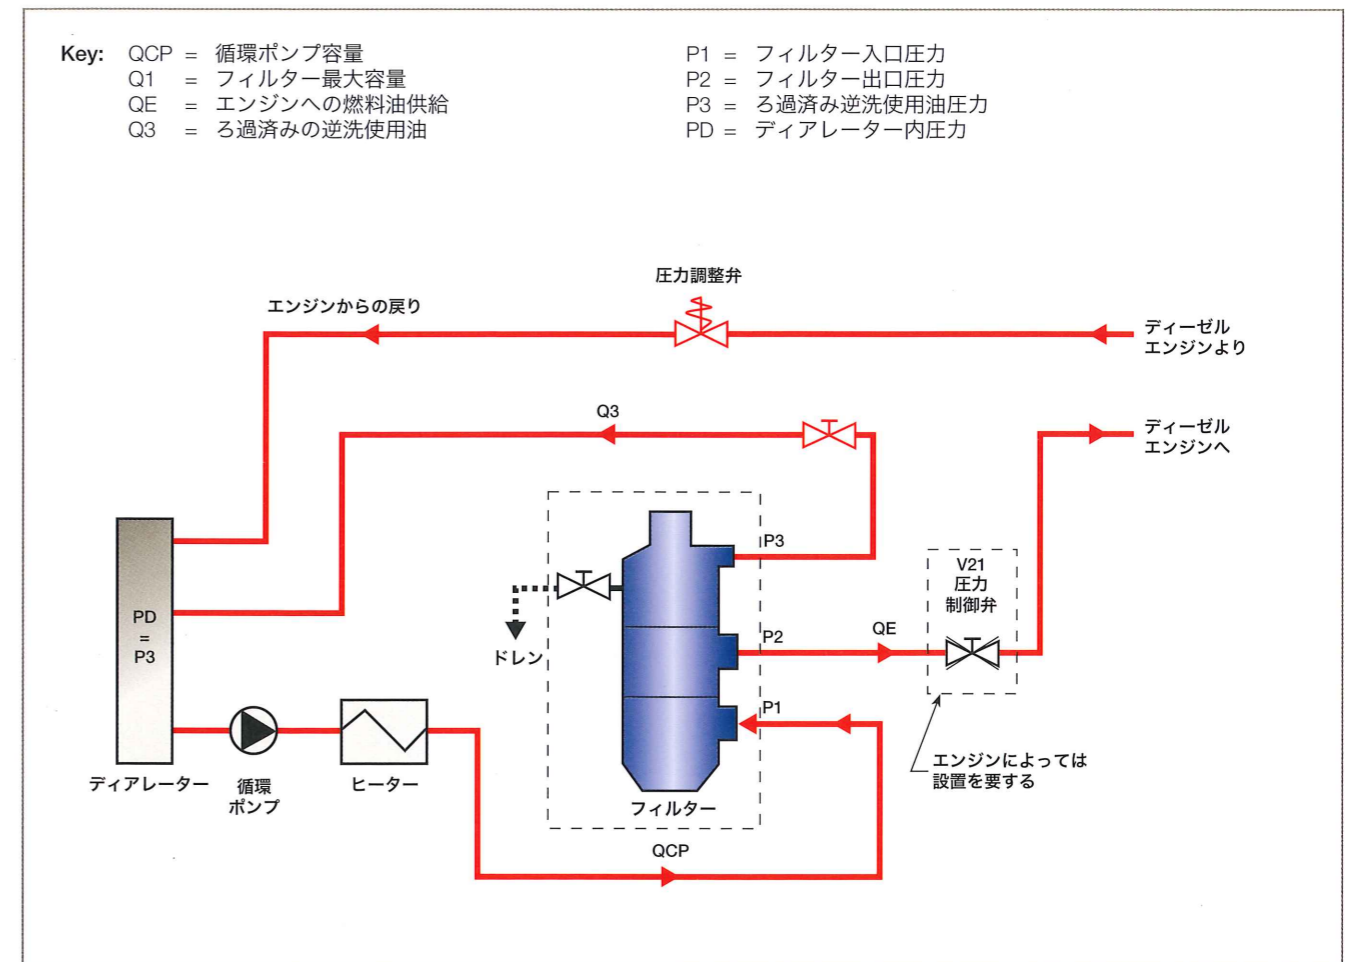 Key: QCP = 循環ポンプ容量
Q1 = フィルター最大容量
QE = エンジンへの燃料油供給
Q3 = ろ過済みの逆洗使用油
P1 = フィルター入口圧力
P2 = フィルター出口圧力
P3 = ろ過済み逆洗使用油圧力
PD = ディアレーター内圧力
圧力調整弁
エンジンからの戻り
ディーゼル
エンジンより
Q3
ディーゼル
エンジンへ
P3
V21
圧力
制御弁
PD
=
P3
P2
QE
ドレン
P1
エンジンによっては
設置を要する
ディアレーター
循環
ポンプ
ヒーター
フィルター
QCP